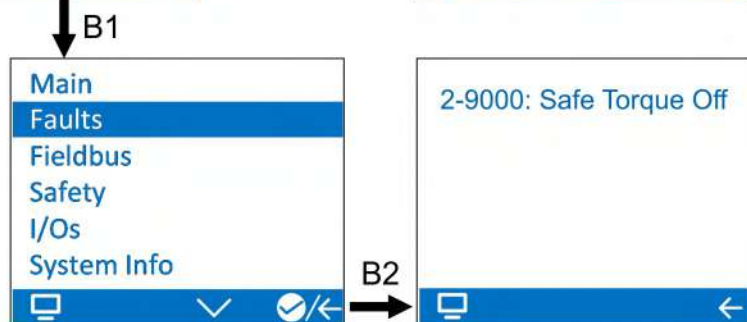 B1
Main
Faults
Fieldbus
Safety
I/Os
System Info
B2
2-9000: Safe Torque Off